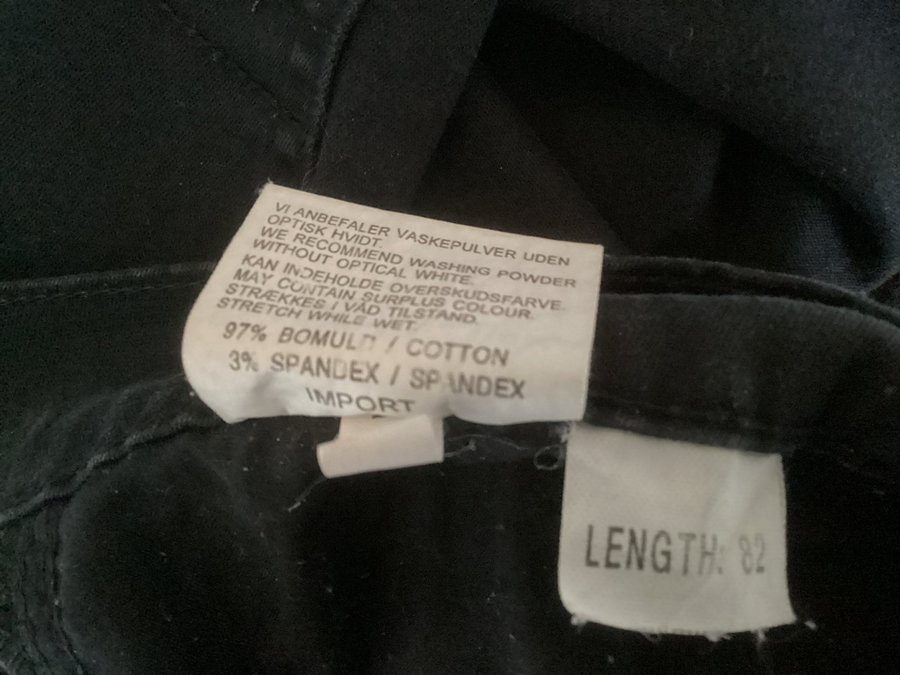 VI ANBEFALER VASKEPULVER UDEN
OPTISK HVIDT.
WE RECOMMEND WASHING POWDER
WITHOUT OPTICAL WHITE.
KAN INDEHOLDE OVERSKUDSFARVE.
MAY CONTAIN SURPLUS COLOUR.
STRÆKKES I VÅD TILSTAND.
STRETCH WHILE WET.
97% BOMULD / COTTON
3% SPANDEX / SPANDEX
IMPORT
LENGTH: 82